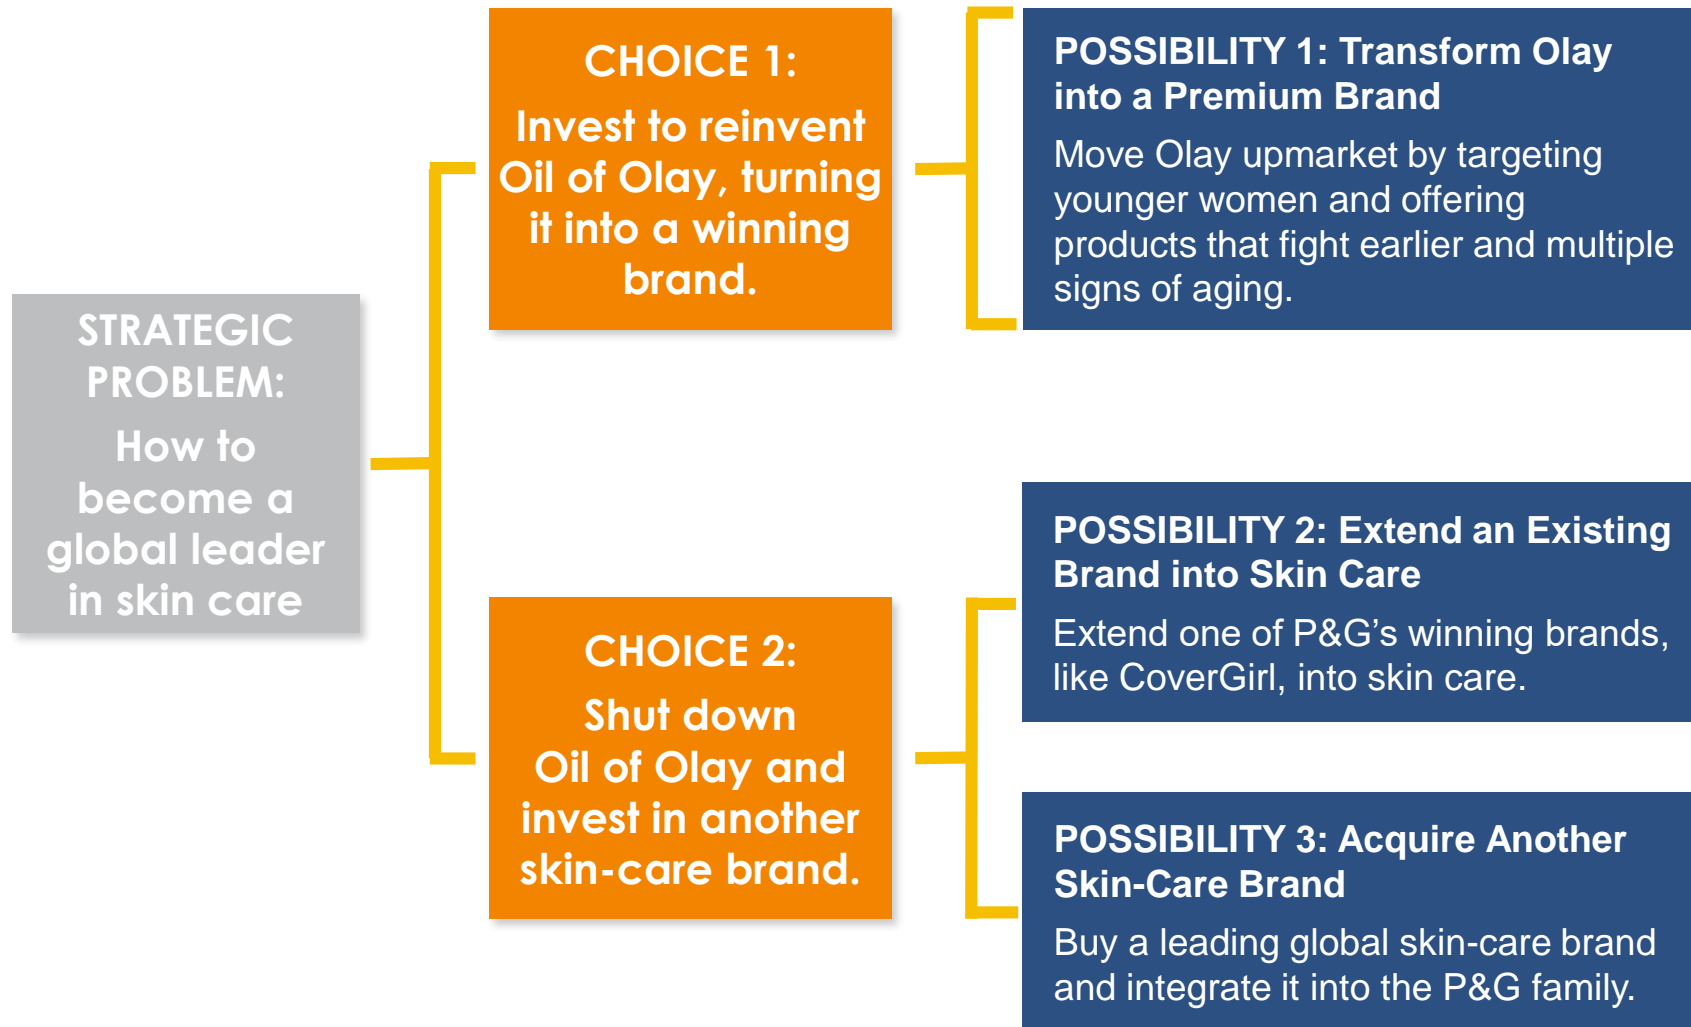 STRATEGIC
PROBLEM:
How to
become a
global leader
in skin care
CHOICE 1:
Invest to reinvent
Oil of Olay, turning
it into a winning
brand.
POSSIBILITY 1: Transform Olay
into a Premium Brand
Move Olay upmarket by targeting
younger women and offering
products that fight earlier and multiple
signs of aging.
CHOICE 2:
Shut down
Oil of Olay and
invest in another
skin-care brand.
POSSIBILITY 2: Extend an Existing
Brand into Skin Care
Extend one of P&G’s winning brands,
like CoverGirl, into skin care.
POSSIBILITY 3: Acquire Another
Skin-Care Brand
Buy a leading global skin-care brand
and integrate it into the P&G family.